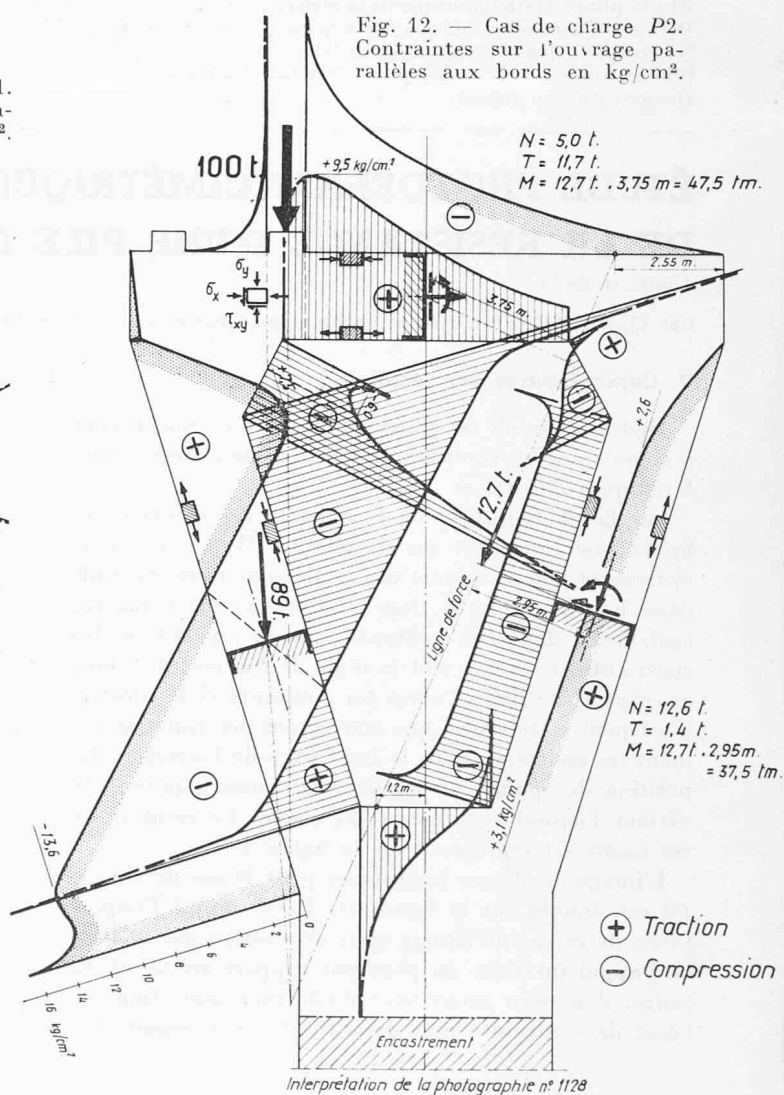 Fig. 12. — Cas de charge P2.
Contraintes sur l'ouvrage pa-
rallèles aux bords en kg/cm².
N = 5,0 t.
T = 11,7 t.
M = 12,7 t. 3,75 m = 47,5 tm.
100 t.
+9,5 kg/cm²
2,55 m.
σy
σx
τxy
3,75 m.
+2,6
12,7 t.
Ligne de force
2,95 m
N = 12,6 t.
T = 1,4 t.
M = 12,7 t. 2,95 m.
= 37,5 tm.
1,2 m
+3,1 kg/cm²
-13,6
0
2
4
6
8
10
12
14
16 kg/cm²
+ Traction
- Compression
Encastrement
Interprétation de la photographie nº 1128